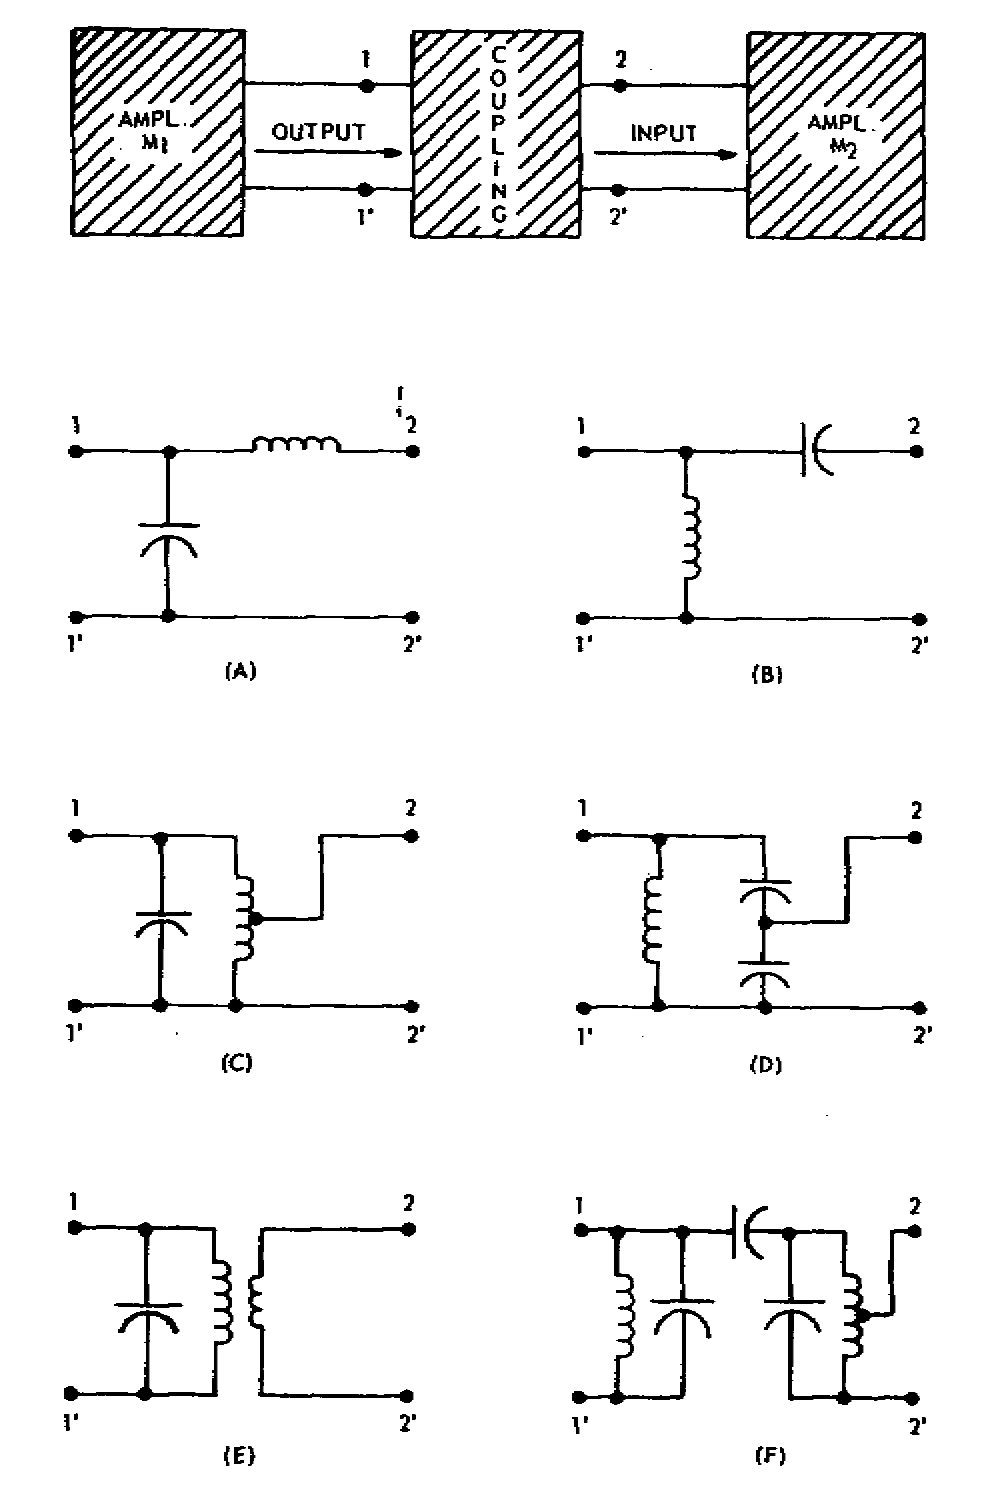 AMPL. M1
1
OUTPUT
1'
COUPLING
2
INPUT
2'
AMPL. M2
1 2
1' 2'
(A)
1 2
1' 2'
(B)
1 2
1' 2'
(C)
1 2
1' 2'
(D)
1 2
1' 2'
(E)
1 2
1' 2'
(F)